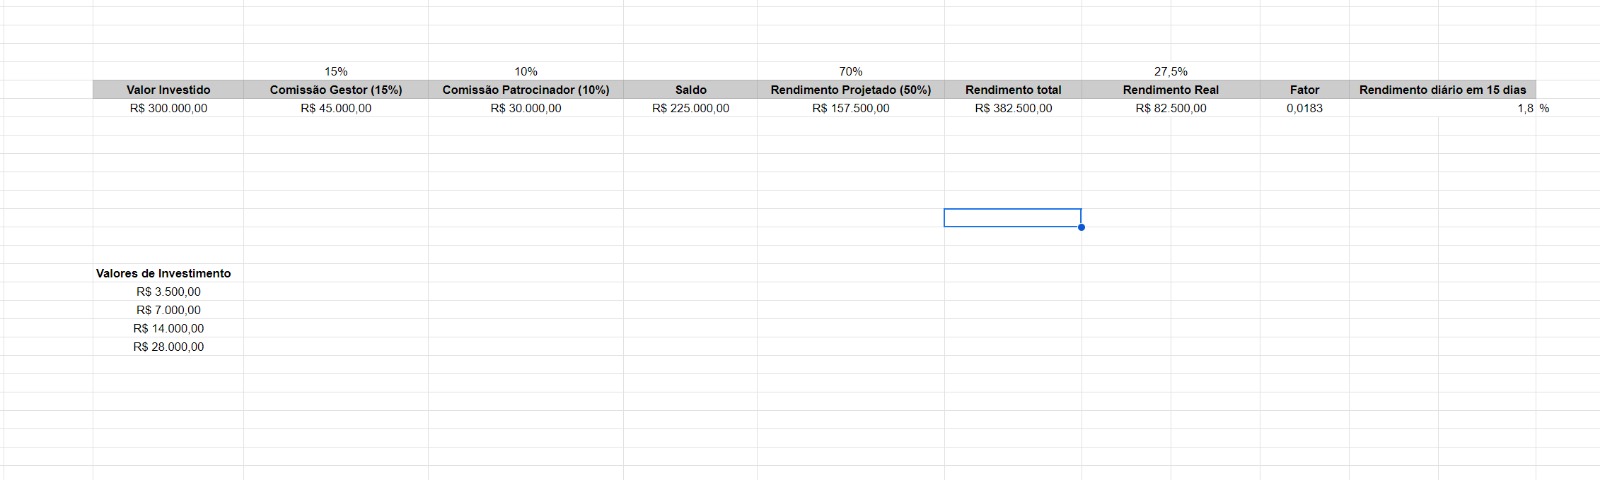 15% 10% 70% 27,5%
Valor Investido Comissão Gestor (15%) Comissão Patrocinador (10%) Saldo Rendimento Projetado (50%) Rendimento total Rendimento Real Fator Rendimento diário em 15 dias
R$ 300.000,00 R$ 45.000,00 R$ 30.000,00 R$ 225.000,00 R$ 157.500,00 R$ 382.500,00 R$ 82.500,00 0,0183 1,8 %
Valores de Investimento
R$ 3.500,00
R$ 7.000,00
R$ 14.000,00
R$ 28.000,00